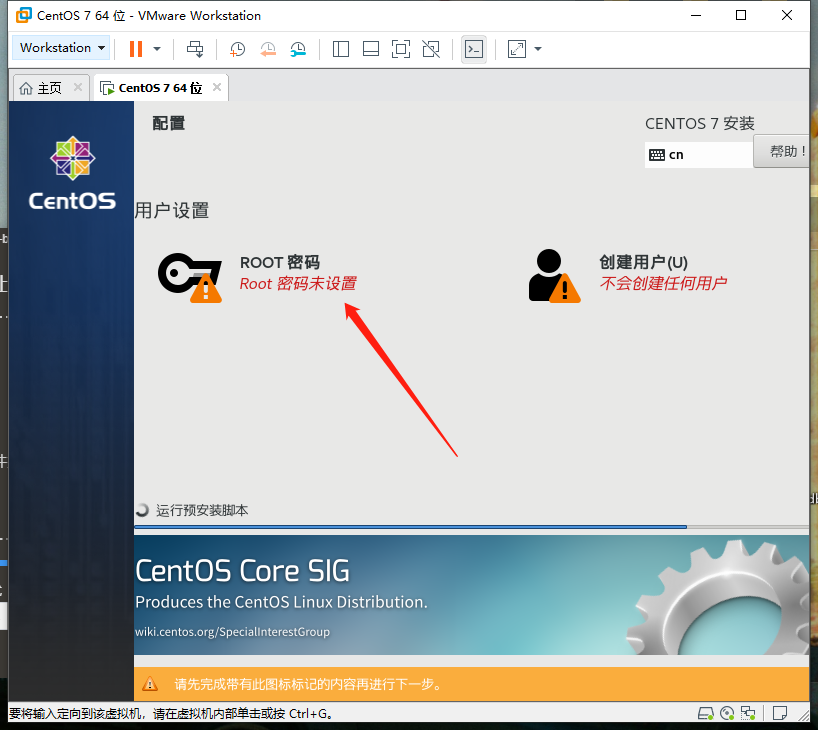 CentOS 7 64 位 - VMware Workstation
Workstation
主页
CentOS 7 64 位
CentOS
配置
CENTOS 7 安装
cn
帮助！
用户设置
ROOT 密码
Root 密码未设置
创建用户(U)
不会创建任何用户
运行预安装脚本
CentOS Core SIG
Produces the CentOS Linux Distribution.
wiki.centos.org/SpecialInterestGroup
请先完成带有此图标标记的内容再进行下一步。
要将输入定向到该虚拟机，请在虚拟机内部单击或按 Ctrl+G。